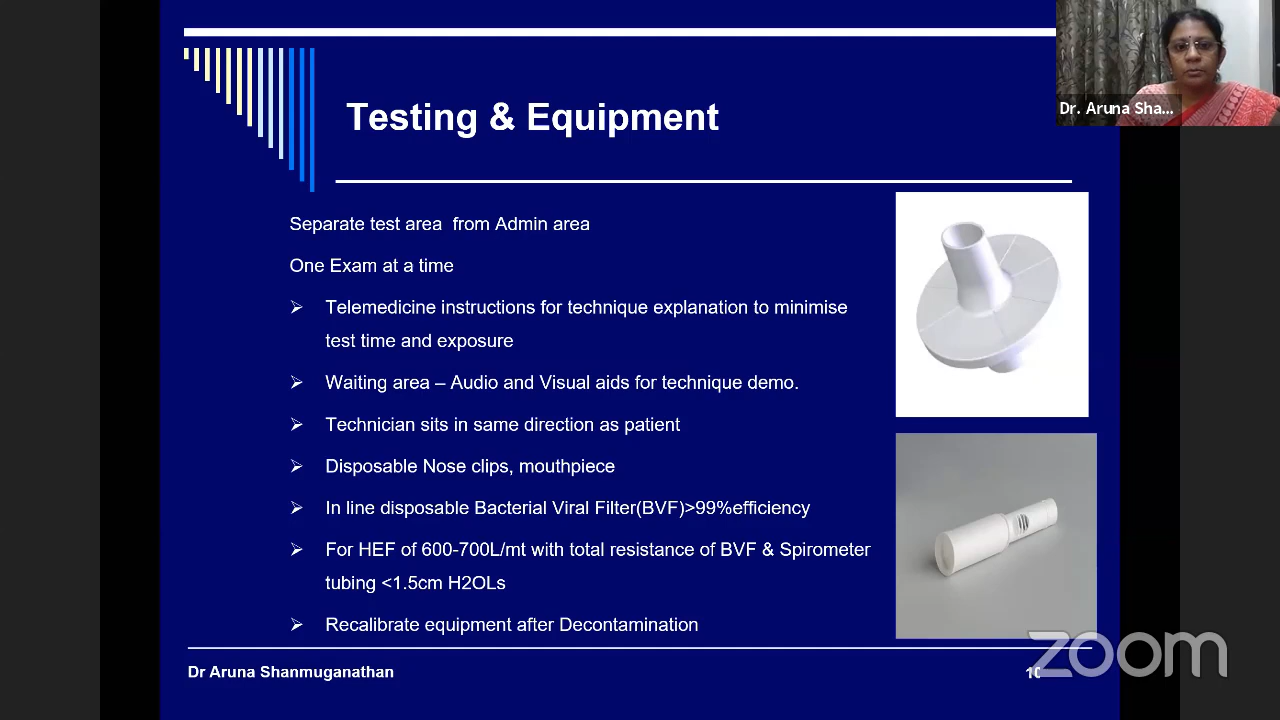 Dr. Aruna Sha...
Testing & Equipment
Separate test area from Admin area
One Exam at a time
Telemedicine instructions for technique explanation to minimise
test time and exposure
Waiting area – Audio and Visual aids for technique demo.
Technician sits in same direction as patient
Disposable Nose clips, mouthpiece
In line disposable Bacterial Viral Filter(BVF)>99%efficiency
For HEF of 600-700L/mt with total resistance of BVF & Spirometer
tubing <1.5cm H2OLs
Recalibrate equipment after Decontamination
Dr Aruna Shanmuganathan
10
zoom